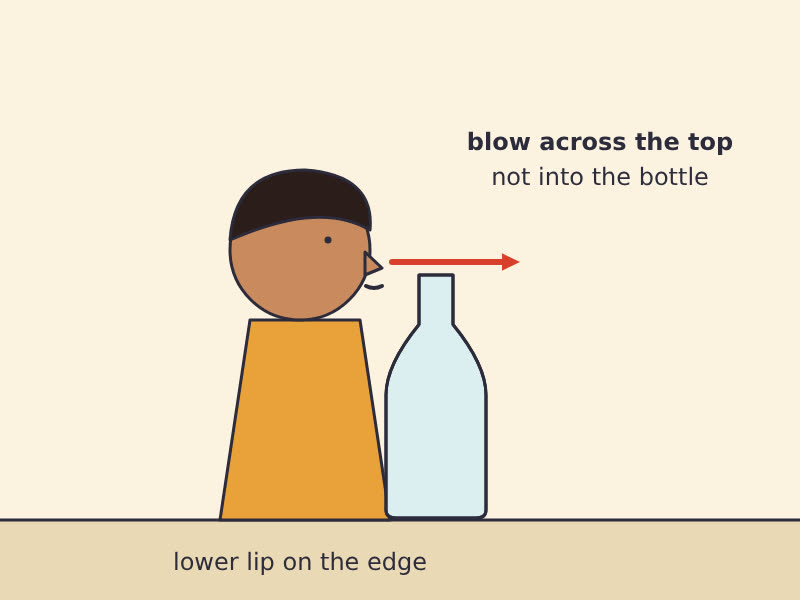 blow across the top
not into the bottle
lower lip on the edge